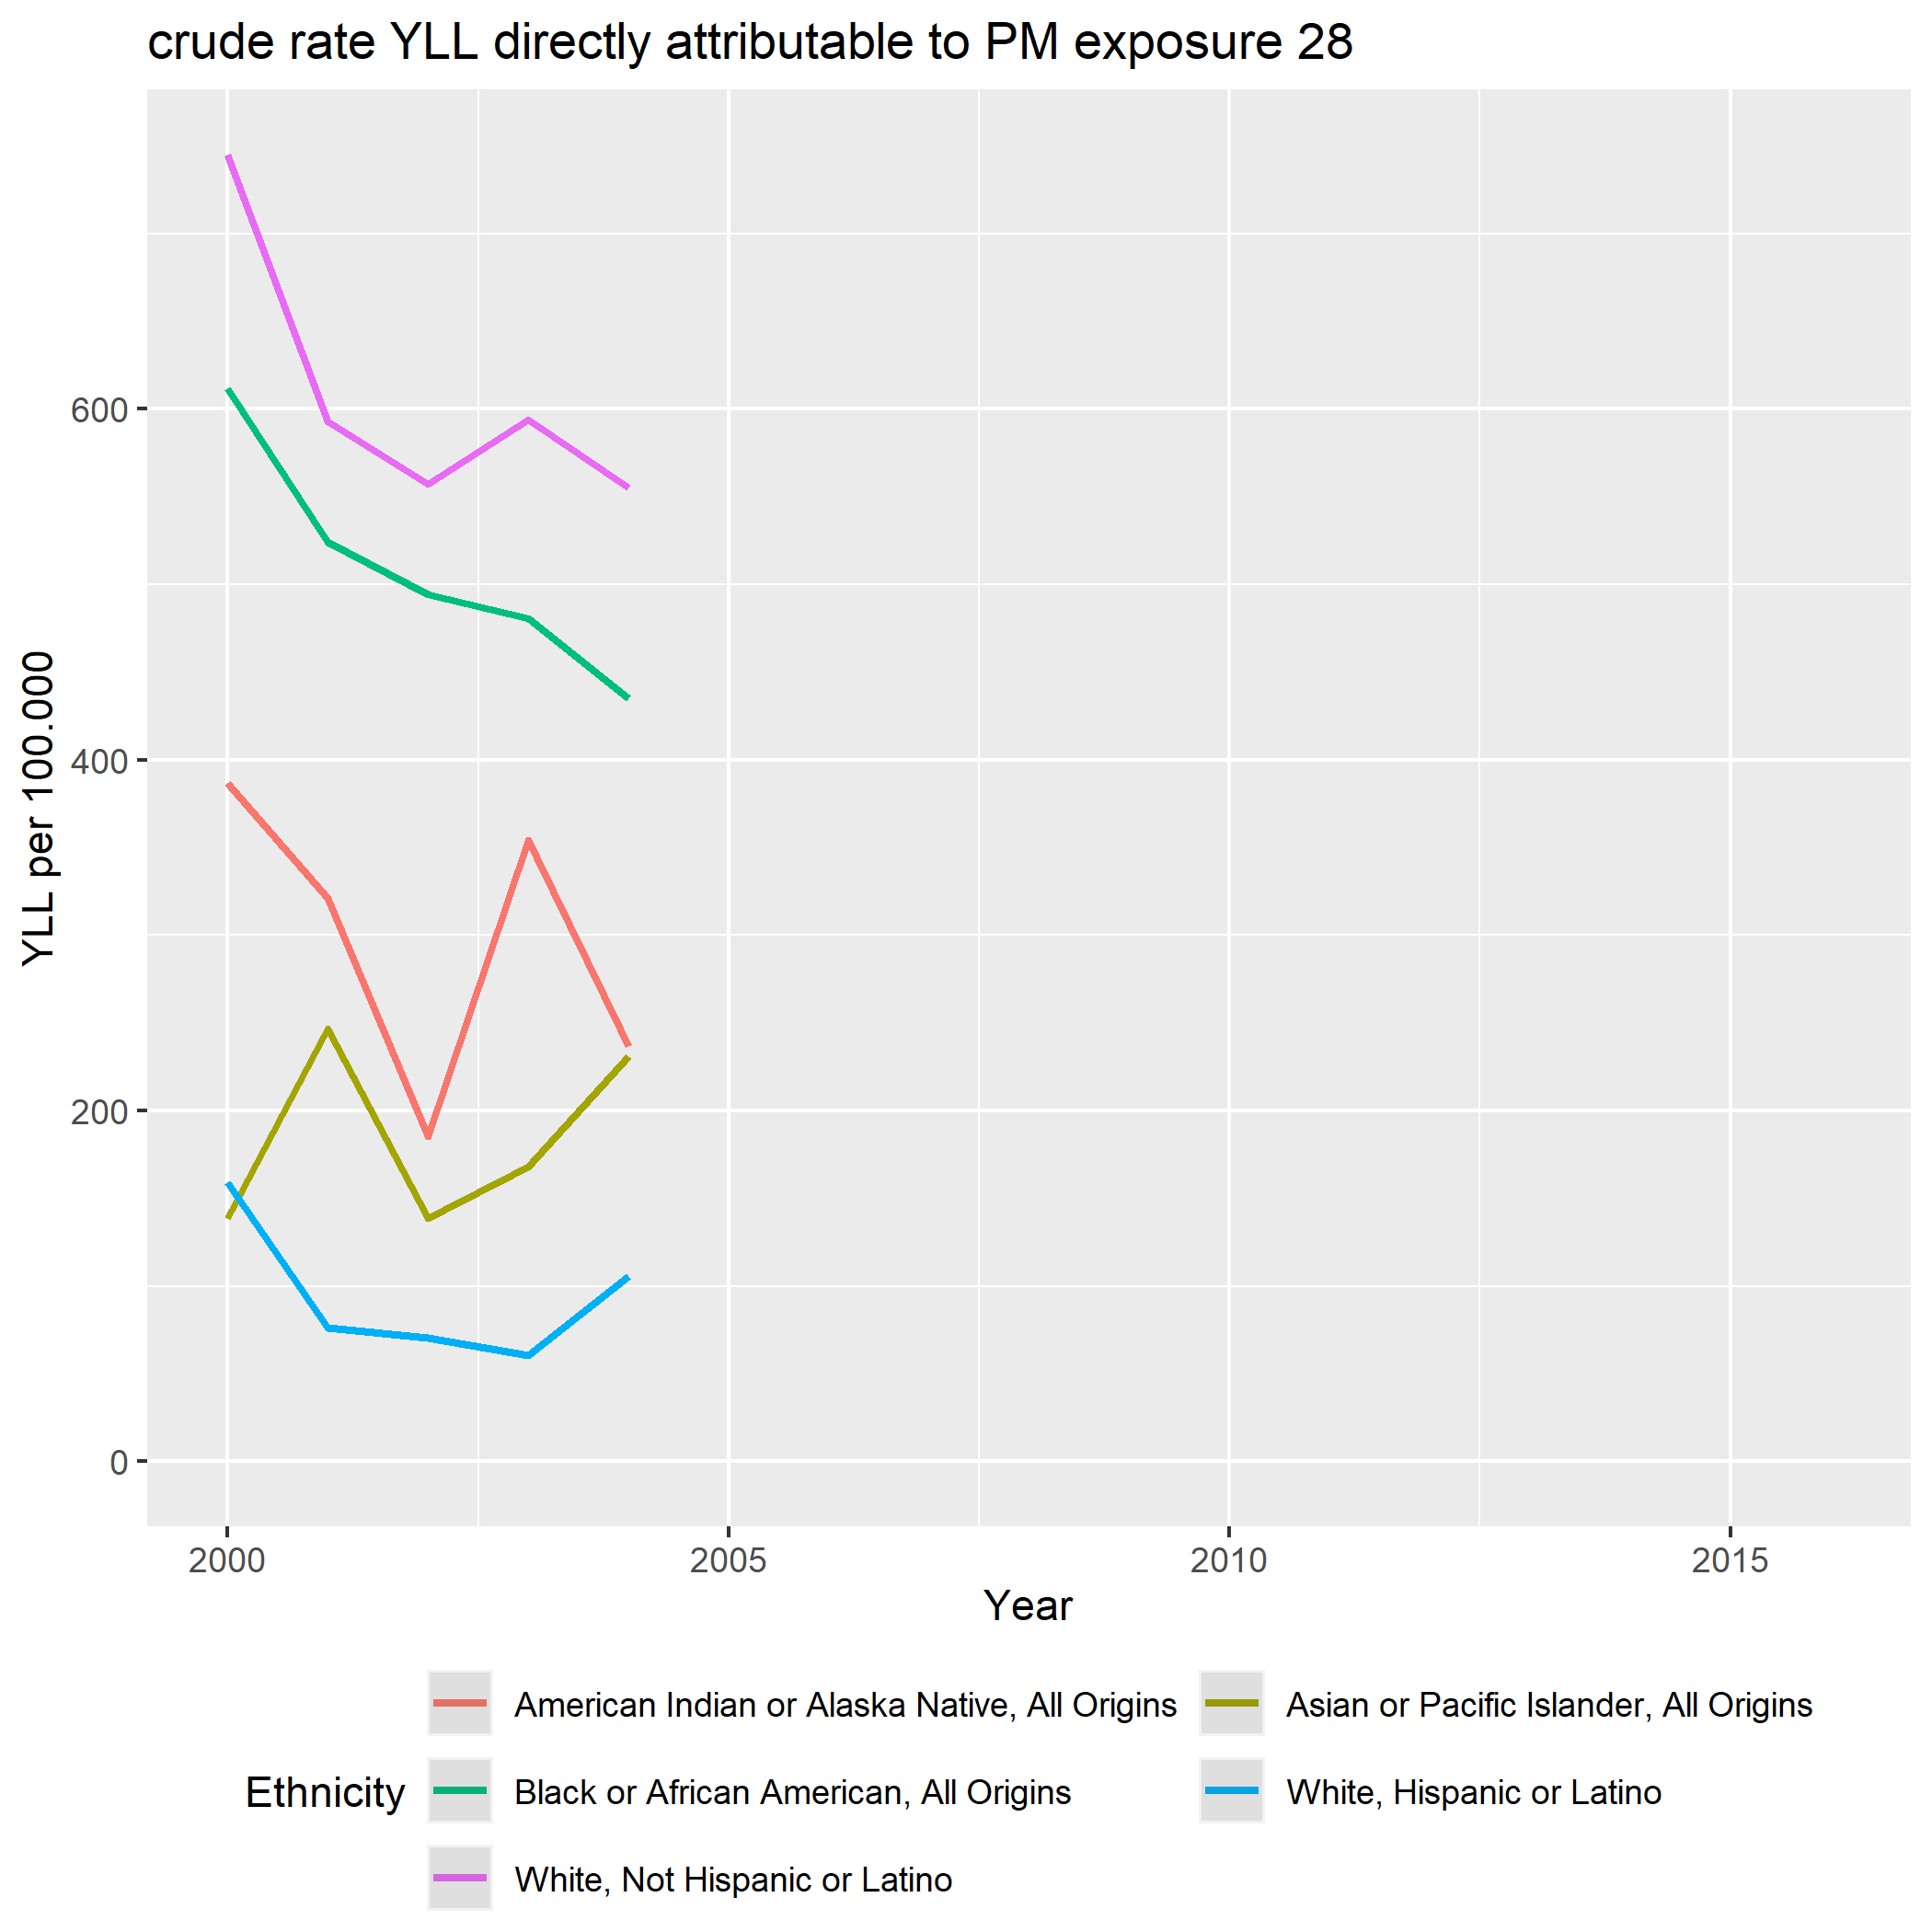 crude rate YLL directly attributable to PM exposure 28
YLL per 100.000
600
400
200
0
2000 2005 2010 2015
Year
Ethnicity
American Indian or Alaska Native, All Origins
Asian or Pacific Islander, All Origins
Black or African American, All Origins
White, Hispanic or Latino
White, Not Hispanic or Latino